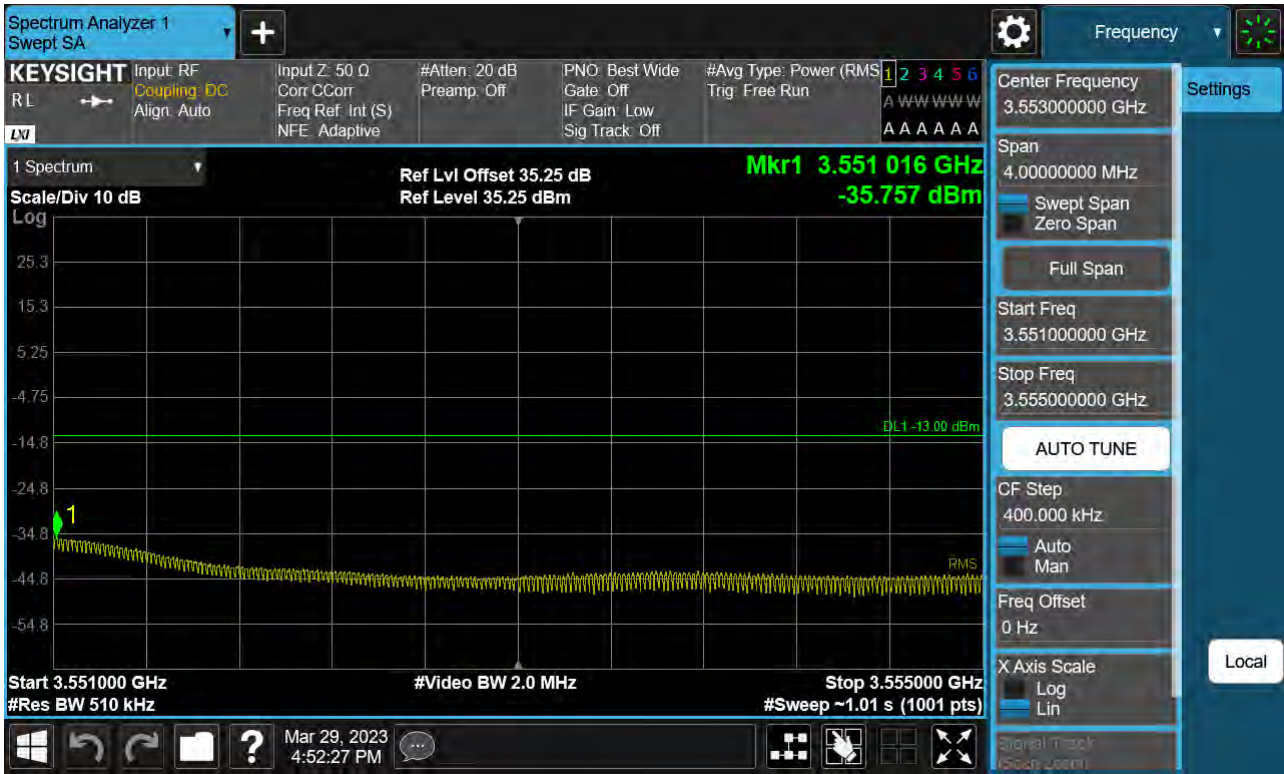 Spectrum Analyzer 1
Swept SA
+
Frequency
KEYSIGHT
RL
LXI
Input: RF
Coupling: DC
Align: Auto
Input Z: 50 Ω
Corr CCorr
Freq Ref: Int (S)
NFE: Adaptive
#Atten: 20 dB
Preamp: Off
PNO: Best Wide
Gate: Off
IF Gain: Low
Sig Track: Off
#Avg Type: Power (RMS
Trig: Free Run
1 2 3 4 5 6
A W W W W W
A A A A A A
1 Spectrum
Scale/Div 10 dB
Log
Ref Lvl Offset 35.25 dB
Ref Level 35.25 dBm
Mkr1 3.551 016 GHz
-35.757 dBm
25.3
15.3
5.25
-4.75
-14.8
-24.8
-34.8
-44.8
-54.8
DL1 -13.00 dBm
1
RMS
Start 3.551000 GHz
#Res BW 510 kHz
#Video BW 2.0 MHz
Stop 3.555000 GHz
#Sweep ~1.01 s (1001 pts)
Center Frequency
3.553000000 GHz
Span
4.00000000 MHz
Swept Span
Zero Span
Full Span
Start Freq
3.551000000 GHz
Stop Freq
3.555000000 GHz
AUTO TUNE
CF Step
400.000 kHz
Auto
Man
Freq Offset
0 Hz
X Axis Scale
Log
Lin
Signal Track
(Span Zoom)
Settings
Local
?
Mar 29, 2023
4:52:27 PM